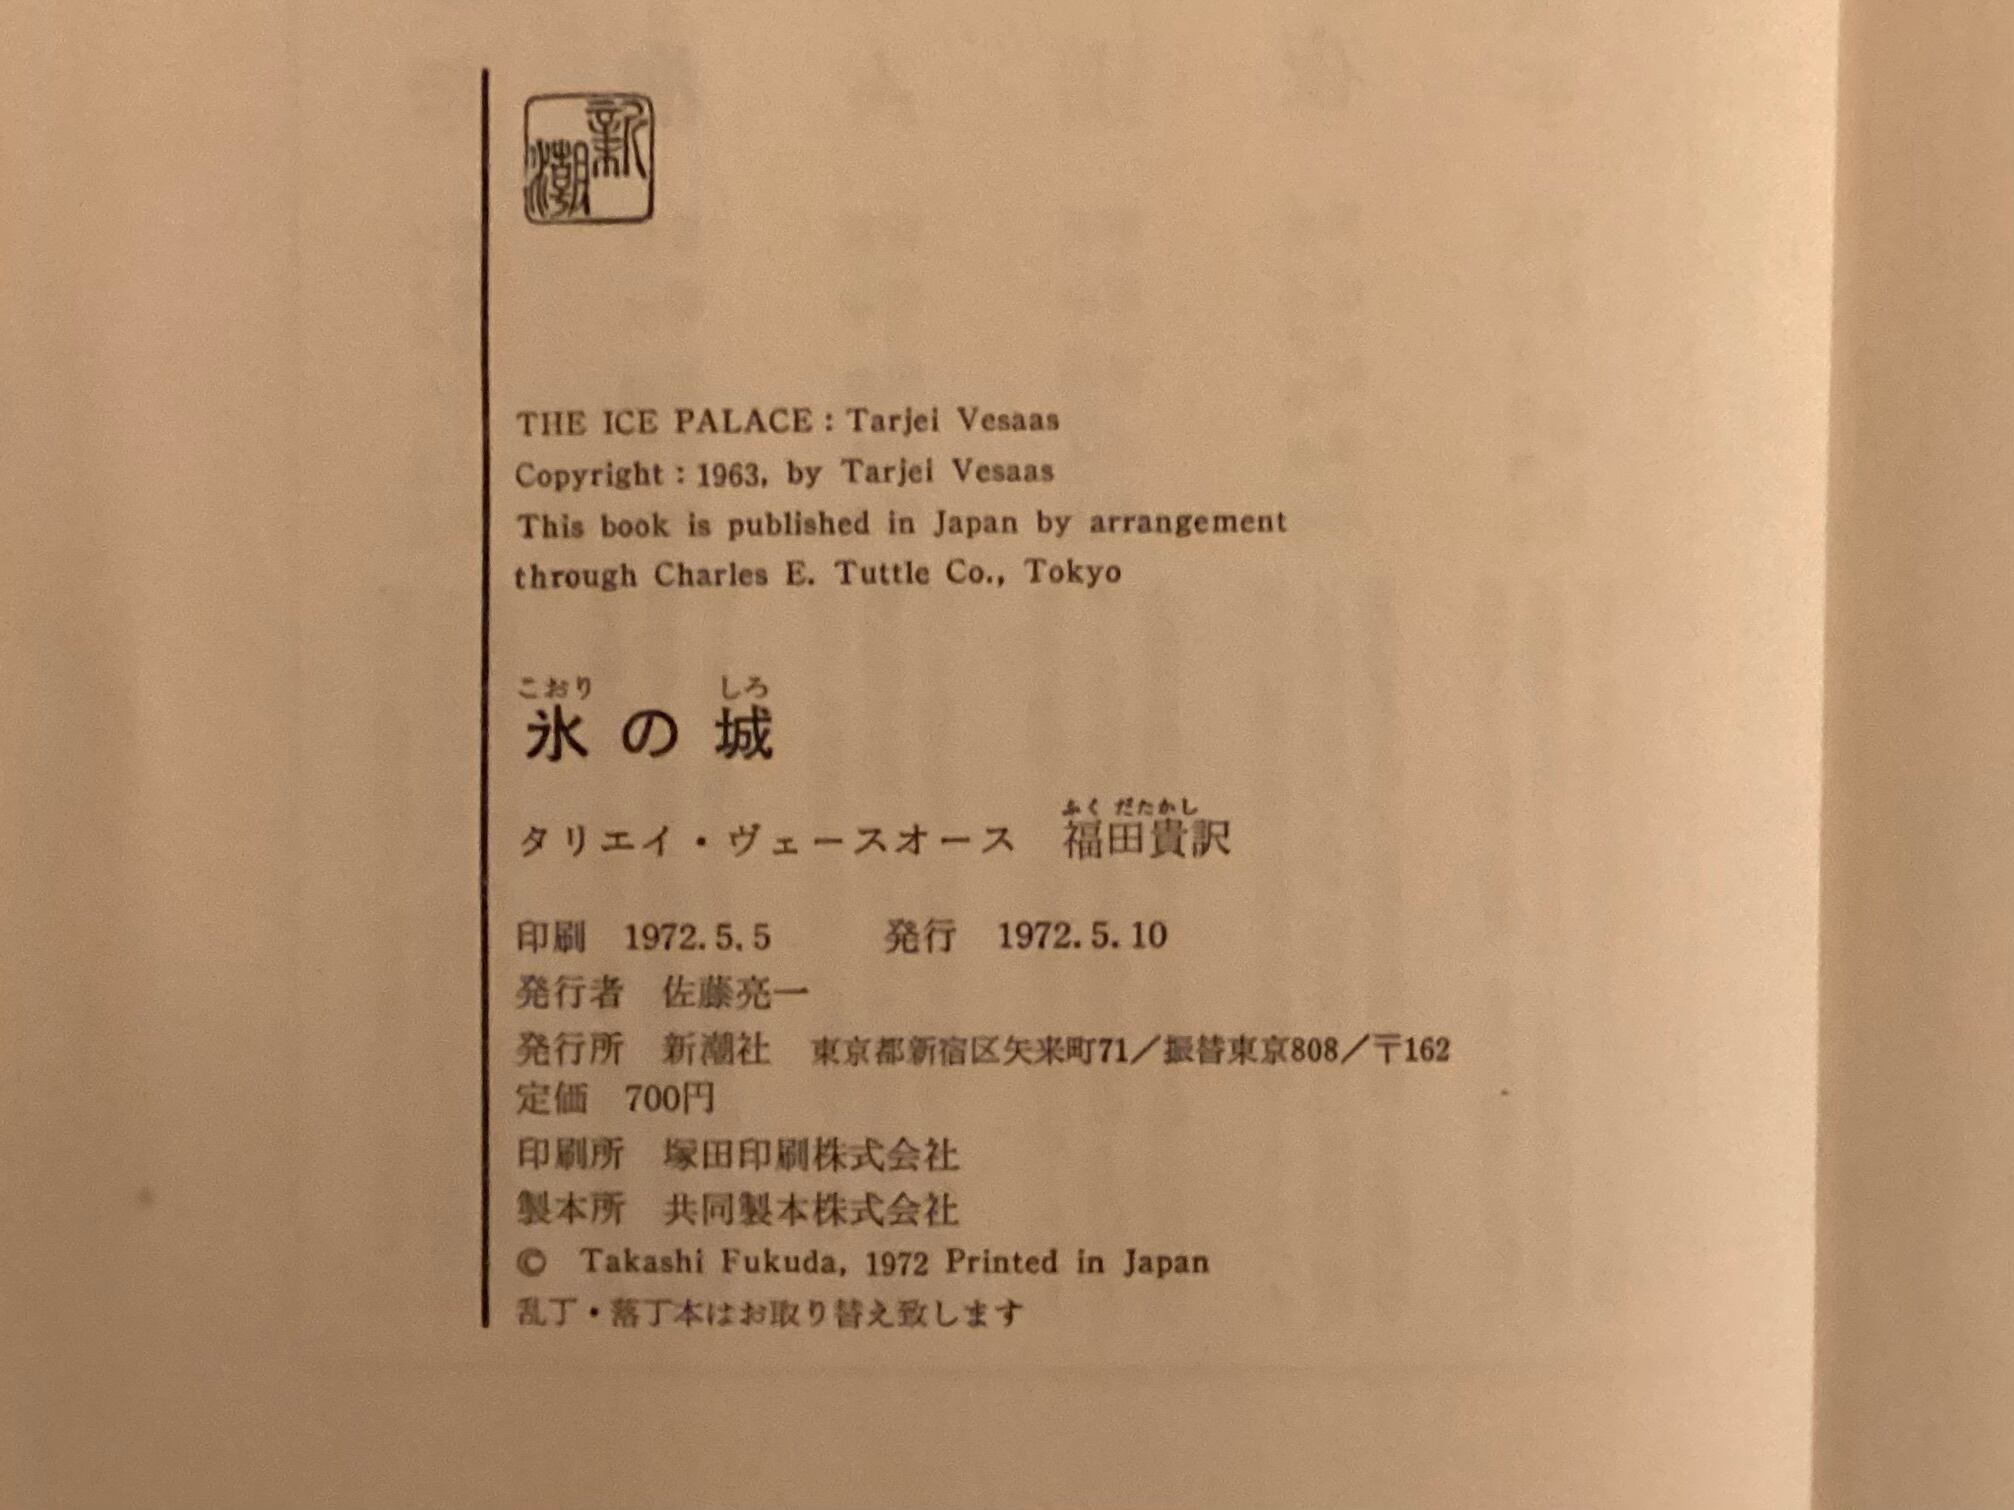 新潮
THE ICE PALACE : Tarjei Vesaas
Copyright : 1963, by Tarjei Vesaas
This book is published in Japan by arrangement
through Charles E. Tuttle Co., Tokyo
こおり しろ
氷の城
ふく だたかし
タリエイ・ヴェースオース 福田貴訳
印刷 1972.5.5 発行 1972.5.10
発行者 佐藤亮一
発行所 新潮社 東京都新宿区矢来町71／振替東京808／〒162
定価 700円
印刷所 塚田印刷株式会社
製本所 共同製本株式会社
© Takashi Fukuda, 1972 Printed in Japan
乱丁・落丁本はお取り替え致します